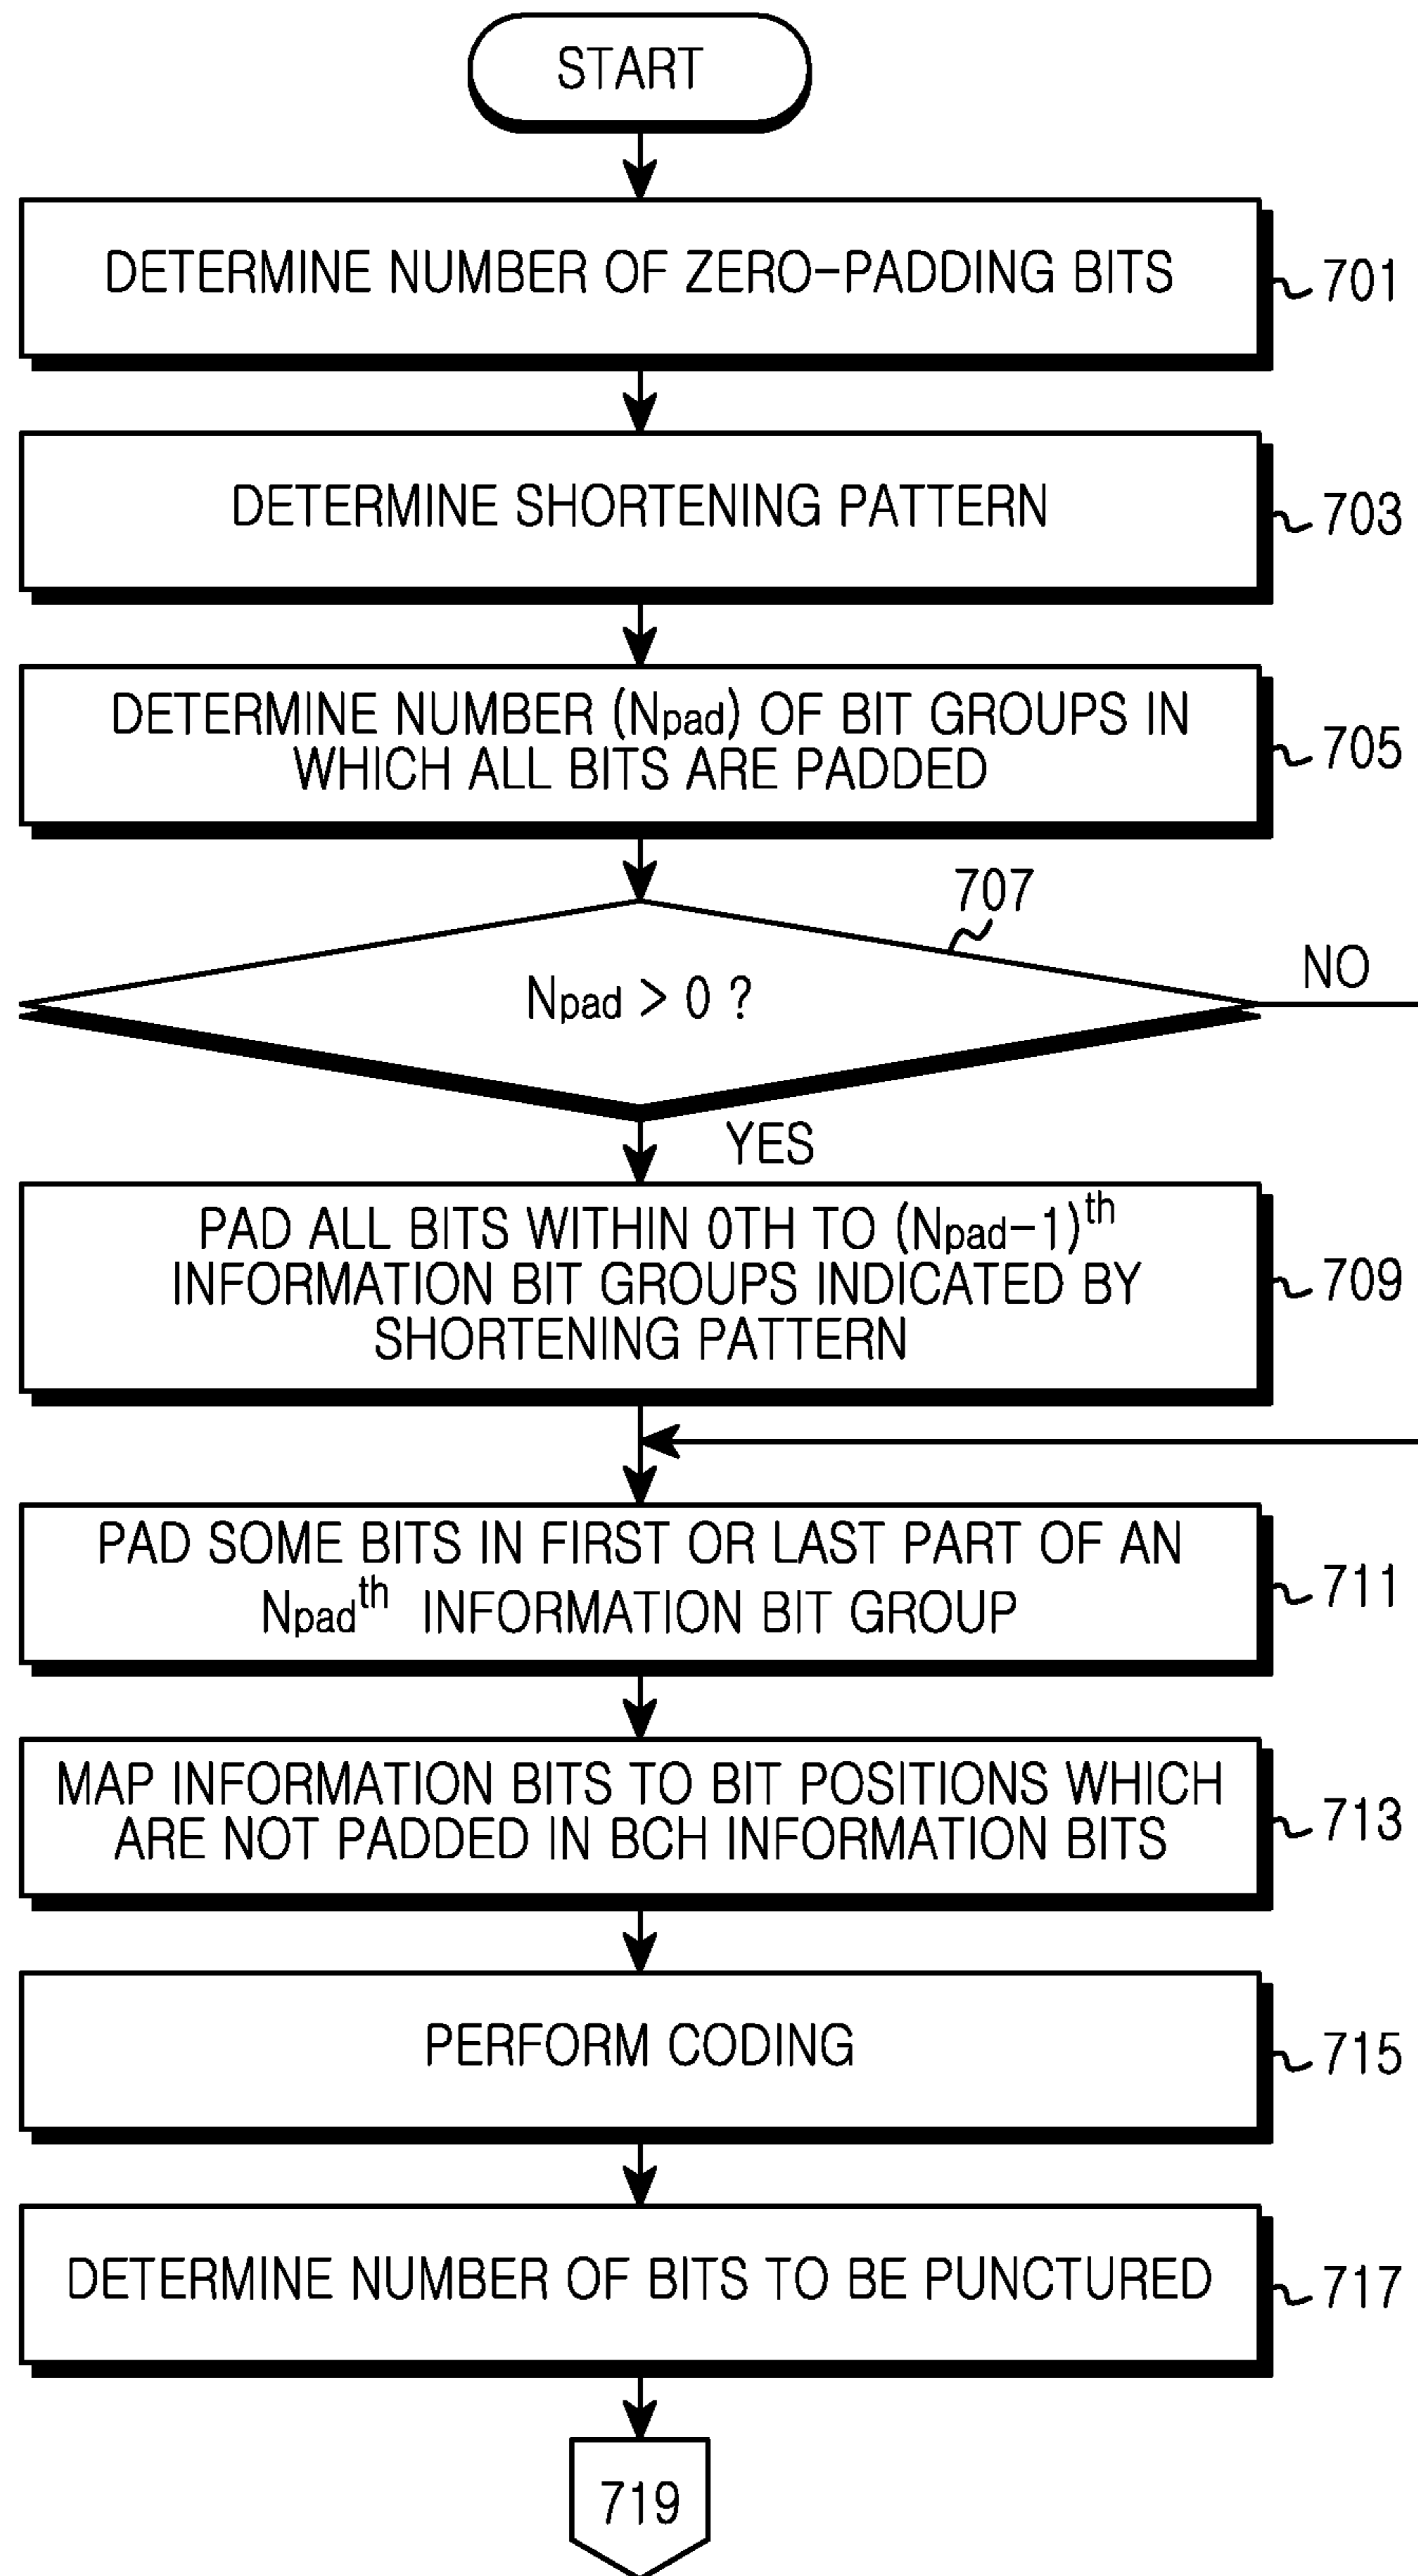 START
DETERMINE NUMBER OF ZERO-PADDING BITS
701
DETERMINE SHORTENING PATTERN
703
DETERMINE NUMBER (Npad) OF BIT GROUPS IN
WHICH ALL BITS ARE PADDED
705
707
Npad > 0 ?
NO
YES
PAD ALL BITS WITHIN 0TH TO (Npad-1)th
INFORMATION BIT GROUPS INDICATED BY
SHORTENING PATTERN
709
PAD SOME BITS IN FIRST OR LAST PART OF AN
Npadth INFORMATION BIT GROUP
711
MAP INFORMATION BITS TO BIT POSITIONS WHICH
ARE NOT PADDED IN BCH INFORMATION BITS
713
PERFORM CODING
715
DETERMINE NUMBER OF BITS TO BE PUNCTURED
717
719